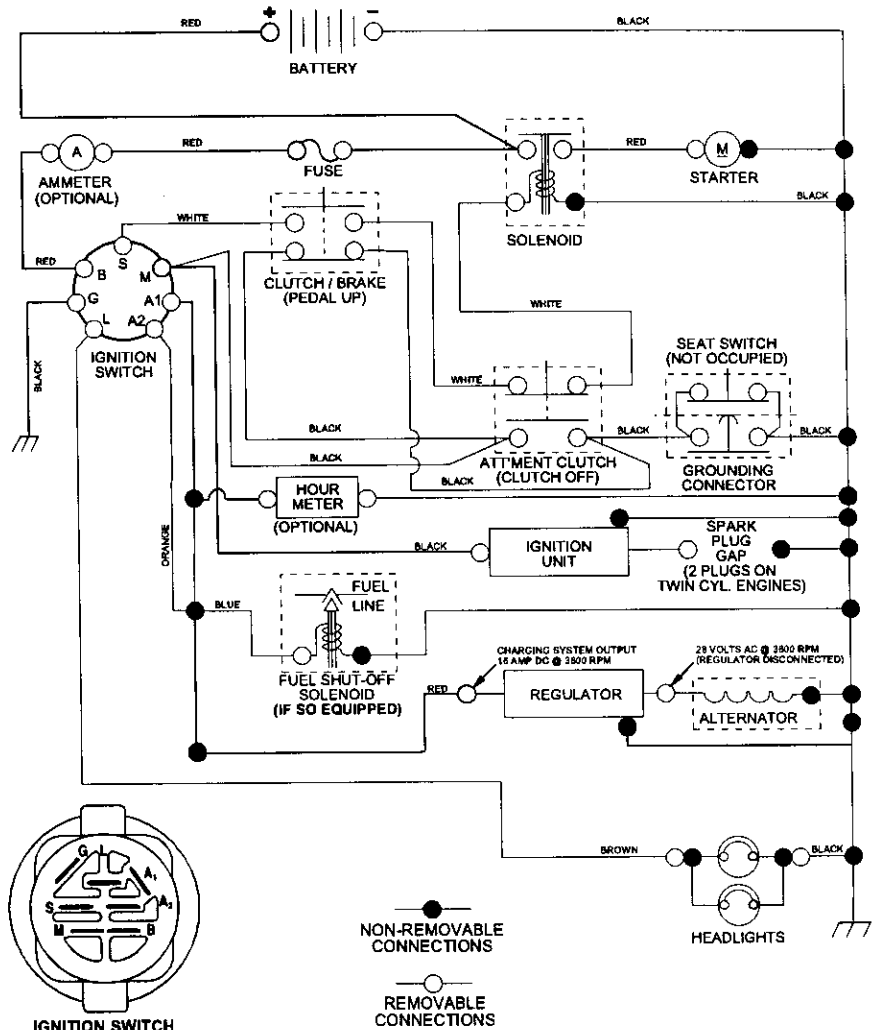 RED
+
-
BLACK
BATTERY
A
RED
AMMETER
(OPTIONAL)
FUSE
RED
M
STARTER
BLACK
SOLENOID
WHITE
S
RED
B
M
G
A1
L
A2
IGNITION
SWITCH
BLACK
CLUTCH / BRAKE
(PEDAL UP)
WHITE
SEAT SWITCH
(NOT OCCUPIED)
WHITE
BLACK
BLACK
BLACK
BLACK
BLACK
ATT'MENT CLUTCH
(CLUTCH OFF)
GROUNDING
CONNECTOR
HOUR
METER
(OPTIONAL)
ORANGE
BLACK
IGNITION
UNIT
SPARK
PLUG
GAP
(2 PLUGS ON
TWIN CYL. ENGINES)
BLUE
FUEL
LINE
FUEL SHUT-OFF
SOLENOID
(IF SO EQUIPPED)
CHARGING SYSTEM OUTPUT
15 AMP DC @ 3600 RPM
28 VOLTS AC @ 3600 RPM
(REGULATOR DISCONNECTED)
RED
REGULATOR
ALTERNATOR
BROWN
BLACK
HEADLIGHTS
G
L
A1
A2
S
M
B
IGNITION SWITCH
NON-REMOVABLE
CONNECTIONS
REMOVABLE
CONNECTIONS